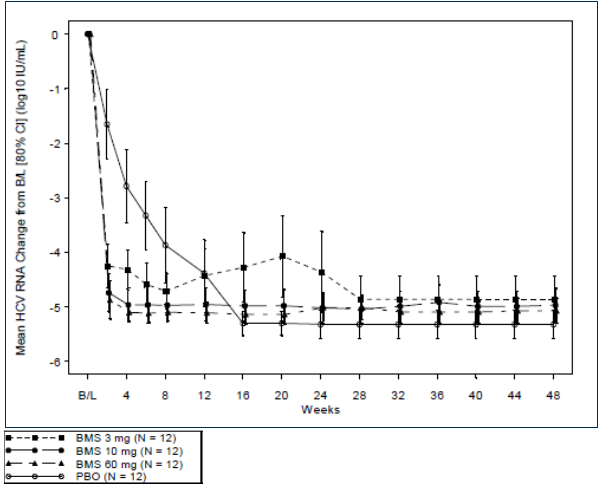 Mean HCV RNA Change from B/L [80% CI] (log10 IU/mL)
0
-1
-2
-3
-4
-5
-6
B/L 4 8 12 16 20 24 28 32 36 40 44 48
Weeks
BMS 3 mg (N = 12)
BMS 10 mg (N = 12)
BMS 60 mg (N = 12)
PBO (N = 12)